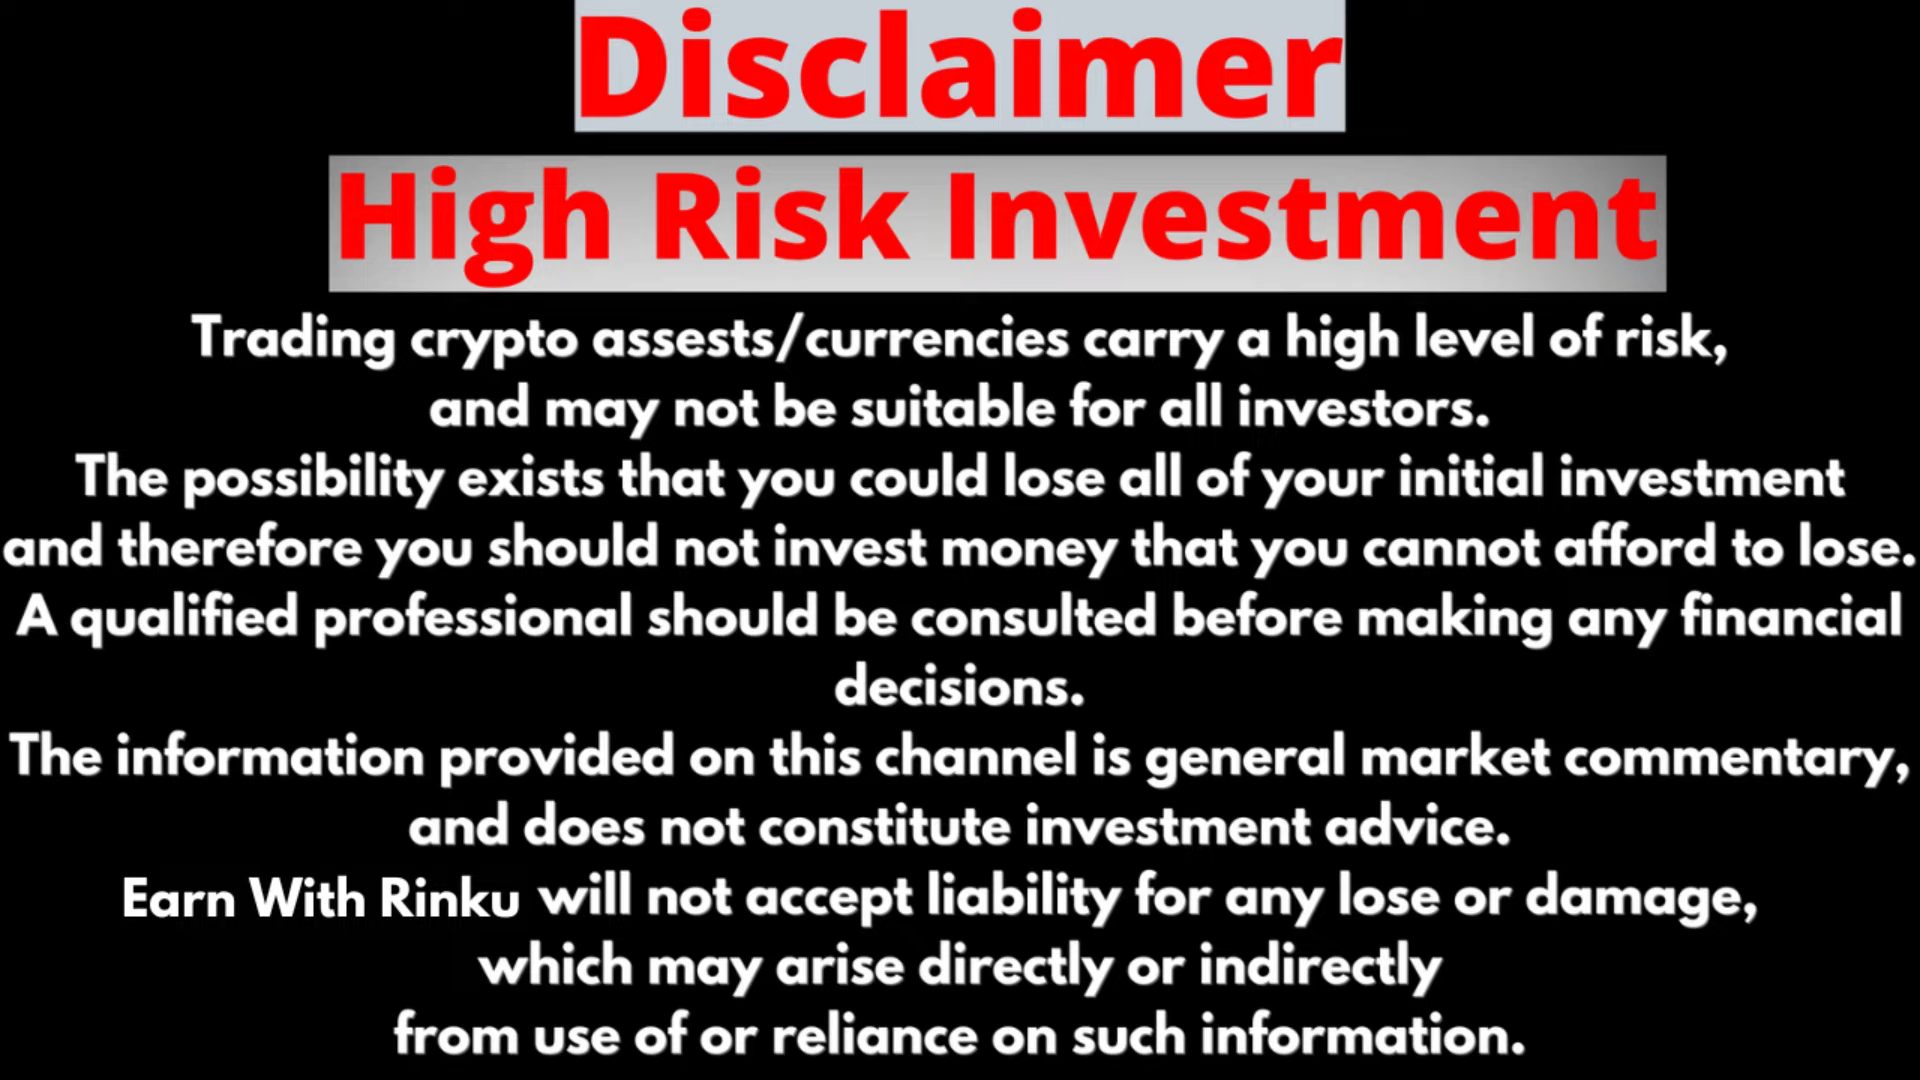 Disclaimer
High Risk Investment
Trading crypto assests/currencies carry a high level of risk,
and may not be suitable for all investors.
The possibility exists that you could lose all of your initial investment
and therefore you should not invest money that you cannot afford to lose.
A qualified professional should be consulted before making any financial
decisions.
The information provided on this channel is general market commentary,
and does not constitute investment advice.
Earn With Rinku will not accept liability for any lose or damage,
which may arise directly or indirectly
from use of or reliance on such information.